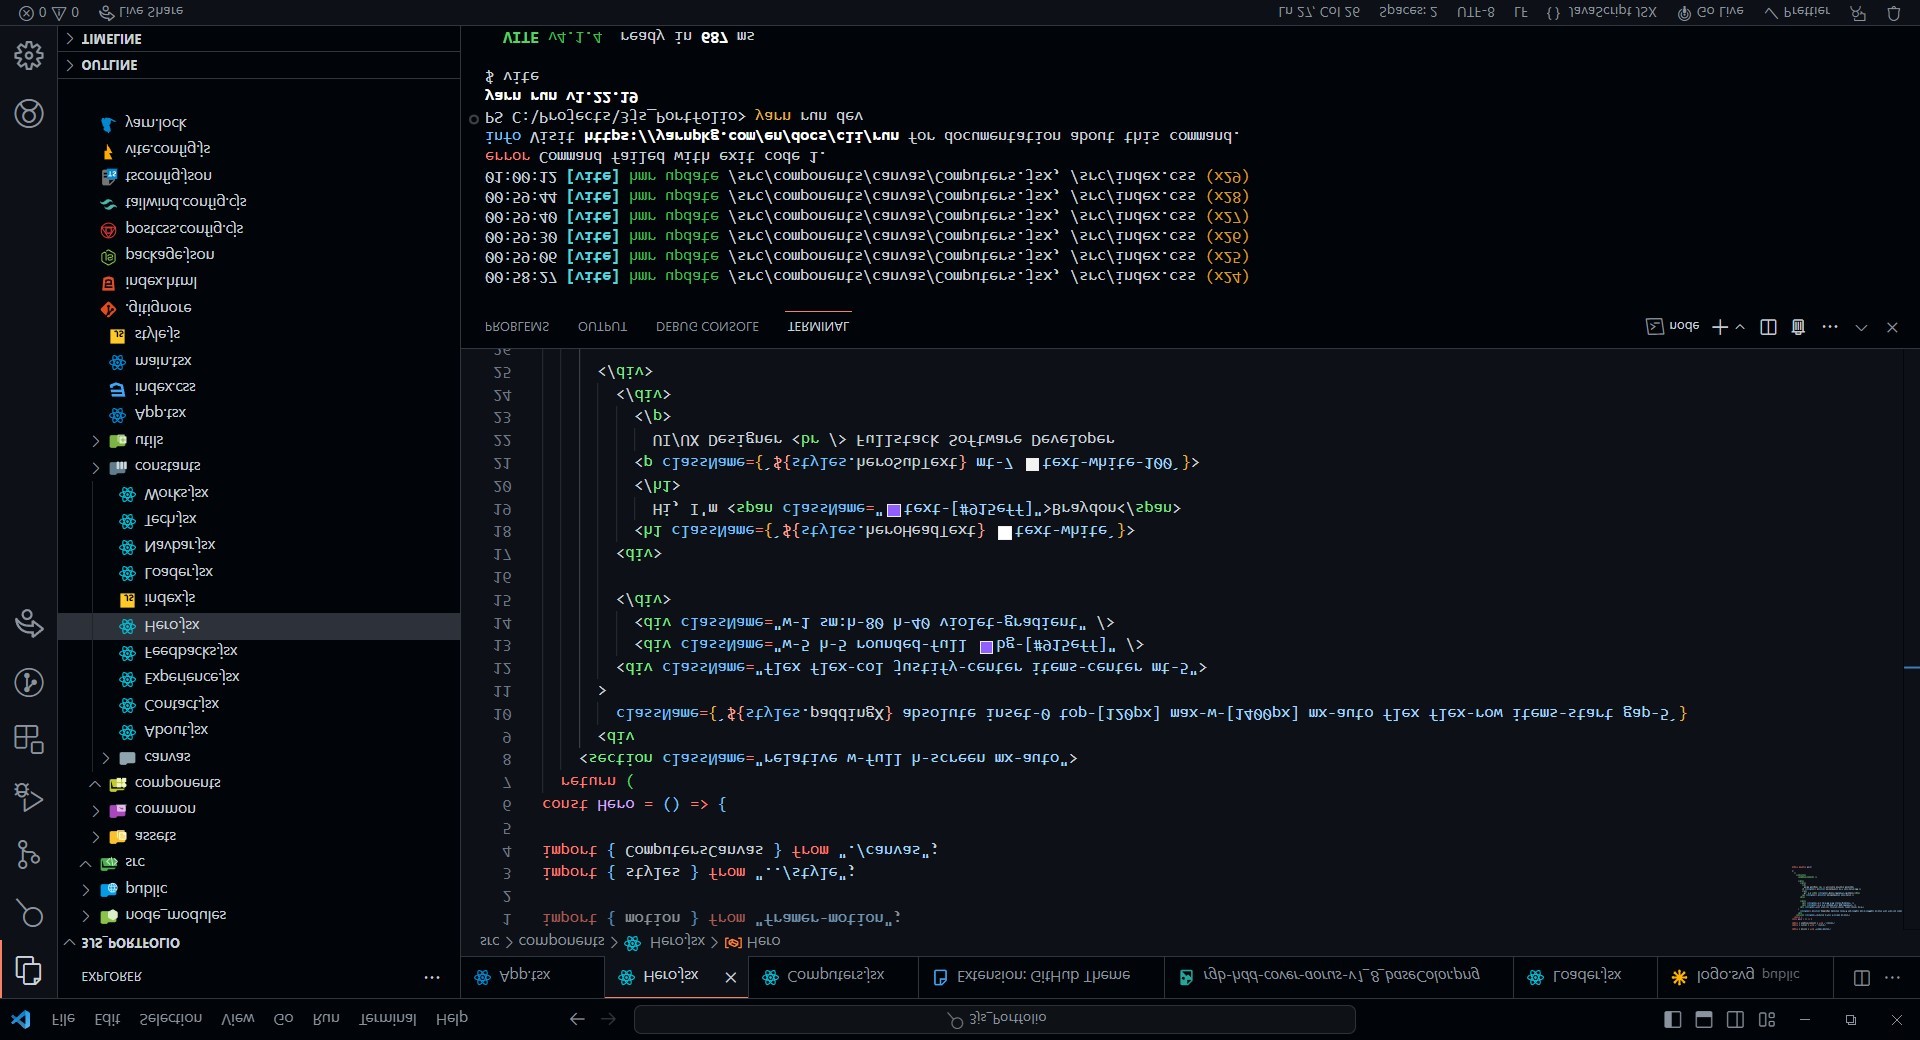 File Edit Selection View Go Run Terminal Help
3js_Portfolio
EXPLORER
3JS_PORTFOLIO
node_modules
public
src
assets
common
components
canvas
About.jsx
Contact.jsx
Experience.jsx
Feedbacks.jsx
Hero.jsx
index.js
Loader.jsx
Navbar.jsx
Tech.jsx
Works.jsx
constants
utils
App.tsx
index.css
main.tsx
style.js
.gitignore
index.html
package.json
postcss.config.cjs
tailwind.config.cjs
tsconfig.json
vite.config.js
yarn.lock
OUTLINE
TIMELINE
App.tsx Hero.jsx Computers.jsx Extension: GitHub Theme rgb-hdd-cover-aorus-v1_8_baseColor.png Loader.jsx logo.svg public
src > components > Hero.jsx > Hero
1 import { motion } from "framer-motion";
2
3 import { styles } from "../style";
4 import { ComputersCanvas } from "./canvas";
5
6 const Hero = () => {
7 return (
8 <section className="relative w-full h-screen mx-auto">
9 <div
10 className={`${styles.paddingX} absolute inset-0 top-[120px] max-w-[1400px] mx-auto flex flex-row items-start gap-5`}
11 >
12 <div className="flex flex-col justify-center items-center mt-5">
13 <div className="w-5 h-5 rounded-full bg-[#915eff]" />
14 <div className="w-1 sm:h-80 h-40 violet-gradient" />
15 </div>
16
17 <div>
18 <h1 className={`${styles.heroHeadText} text-white`}>
19 Hi, I'm <span className="text-[#915eff]">Braydon</span>
20 </h1>
21 <p className={`${styles.heroSubText} mt-7 text-white-100`}>
22 UI/UX Designer <br /> Fullstack Software Developer
23 </p>
24 </div>
25 </div>
26
PROBLEMS OUTPUT DEBUG CONSOLE TERMINAL
node
00:58:27 [vite] hmr update /src/components/canvas/Computers.jsx, /src/index.css (x24)
00:59:06 [vite] hmr update /src/components/canvas/Computers.jsx, /src/index.css (x25)
00:59:30 [vite] hmr update /src/components/canvas/Computers.jsx, /src/index.css (x26)
00:59:40 [vite] hmr update /src/components/canvas/Computers.jsx, /src/index.css (x27)
00:59:44 [vite] hmr update /src/components/canvas/Computers.jsx, /src/index.css (x28)
01:00:12 [vite] hmr update /src/components/canvas/Computers.jsx, /src/index.css (x29)
error Command failed with exit code 1.
info Visit https://yarnpkg.com/en/docs/cli/run for documentation about this command.
PS C:\Projects\3js_Portfolio> yarn run dev
yarn run v1.22.19
$ vite
VITE v4.1.4 ready in 687 ms
0 0 Live Share
Ln 27, Col 26 Spaces: 2 UTF-8 LF {} JavaScript JSX Go Live Prettier